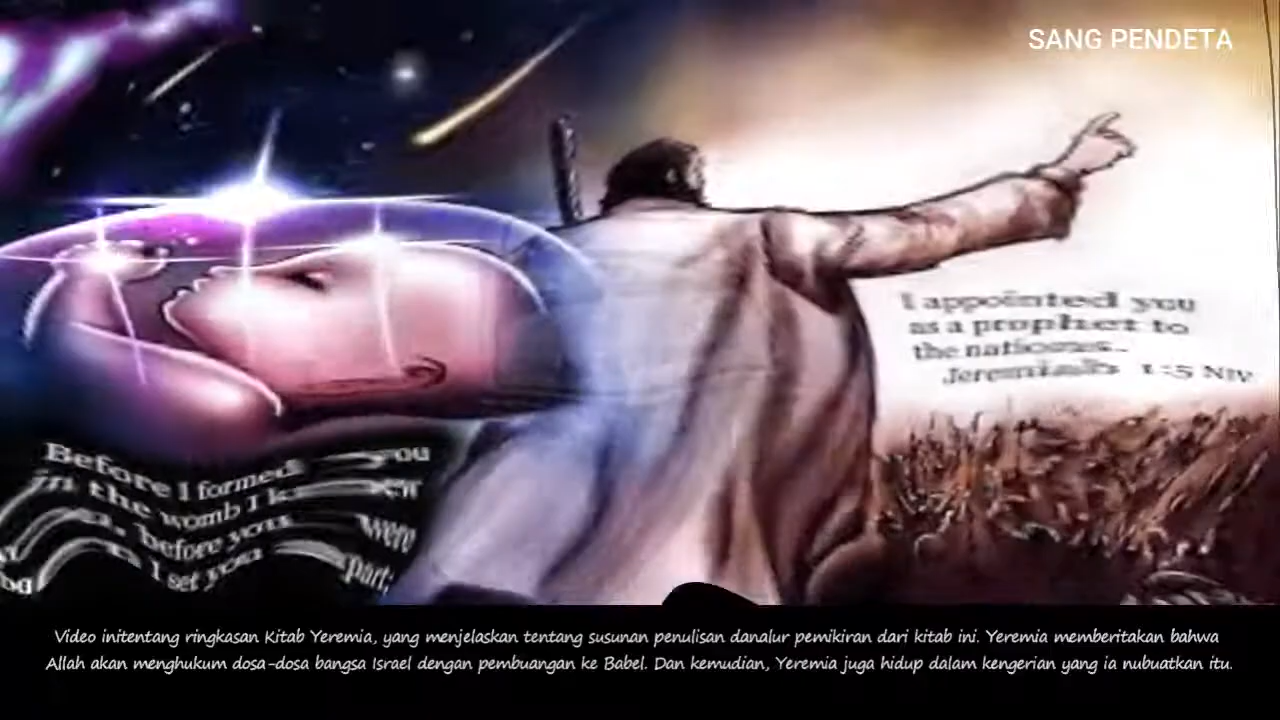 SANG PENDETA
I appointed you
as a prophet to
the nations.
Jeremiah 1:5 NIV
Before I formed you
in the womb I
before you were
I set you part;
Video initentang ringkasan Kitab Yeremia, yang menjelaskan tentang susunan penulisan danalur pemikiran dari kitab ini. Yeremia memberitakan bahwa
Allah akan menghukum dosa-dosa bangsa Israel dengan pembuangan ke Babel. Dan kemudian, Yeremia juga hidup dalam kengerian yang ia nubuatkan itu.